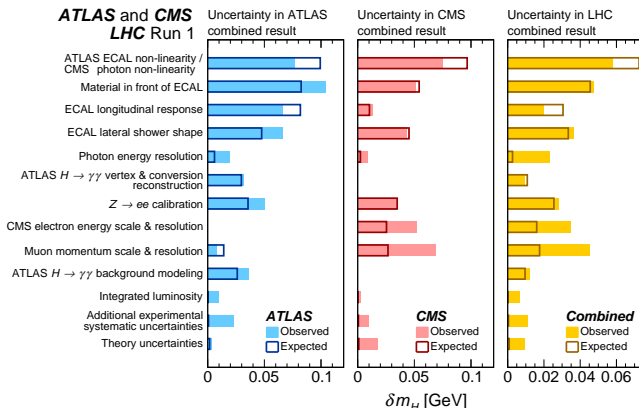 ATLAS and CMS
LHC Run 1
Uncertainty in ATLAS
combined result
Uncertainty in CMS
combined result
Uncertainty in LHC
combined result
ATLAS ECAL non-linearity /
CMS photon non-linearity
Material in front of ECAL
ECAL longitudinal response
ECAL lateral shower shape
Photon energy resolution
ATLAS H → γγ vertex & conversion
reconstruction
Z → ee calibration
CMS electron energy scale & resolution
Muon momentum scale & resolution
ATLAS H → γγ background modeling
Integrated luminosity
Additional experimental
systematic uncertainties
Theory uncertainties
ATLAS
Observed
Expected
CMS
Observed
Expected
Combined
Observed
Expected
0 0.05 0.1
0 0.05 0.1
0 0.02 0.04 0.06
δm_H [GeV]